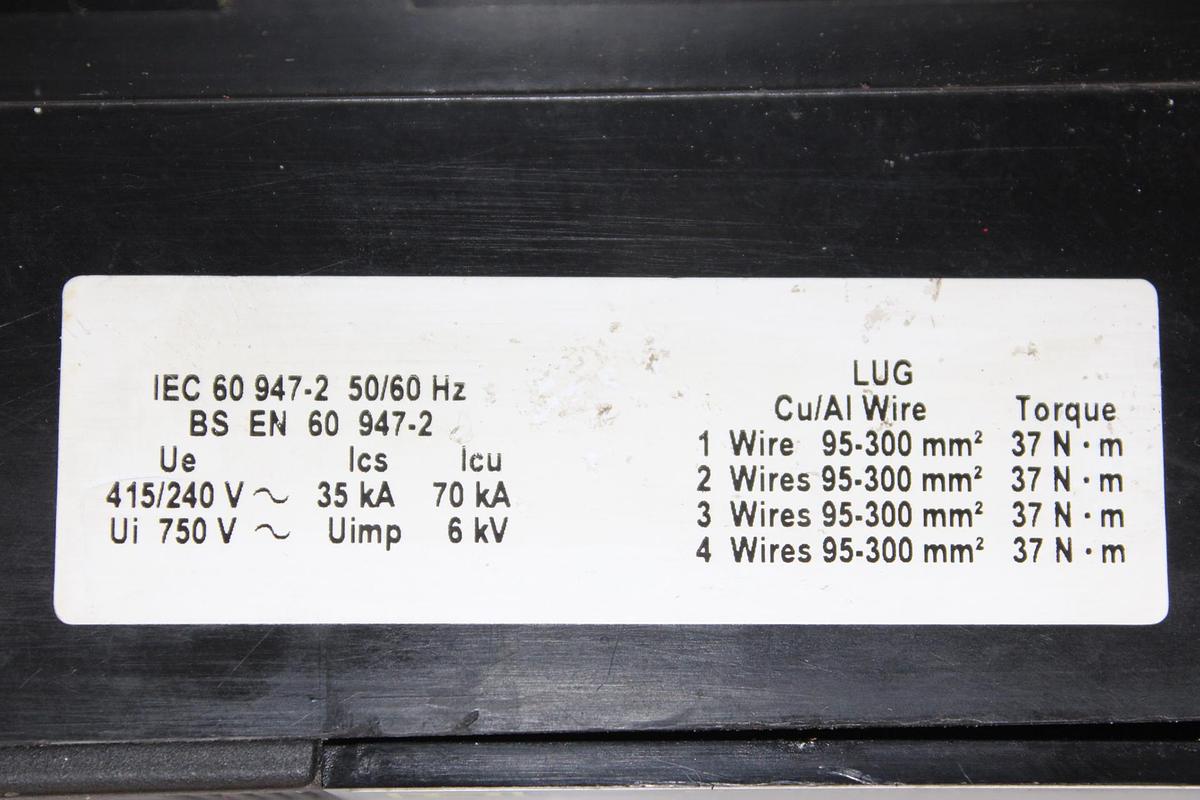 IEC 60 947-2 50/60 Hz
BS EN 60 947-2
Ue Ics Icu
415/240 V ~ 35 kA 70 kA
Ui 750 V ~ Uimp 6 kV
LUG
Cu/Al Wire Torque
1 Wire 95-300 mm² 37 N·m
2 Wires 95-300 mm² 37 N·m
3 Wires 95-300 mm² 37 N·m
4 Wires 95-300 mm² 37 N·m